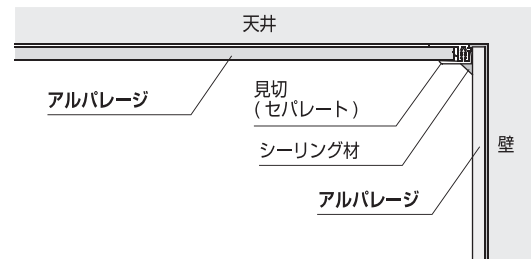 天井
アルパレージ
見切
(セパレート)
シーリング材
アルパレージ
壁